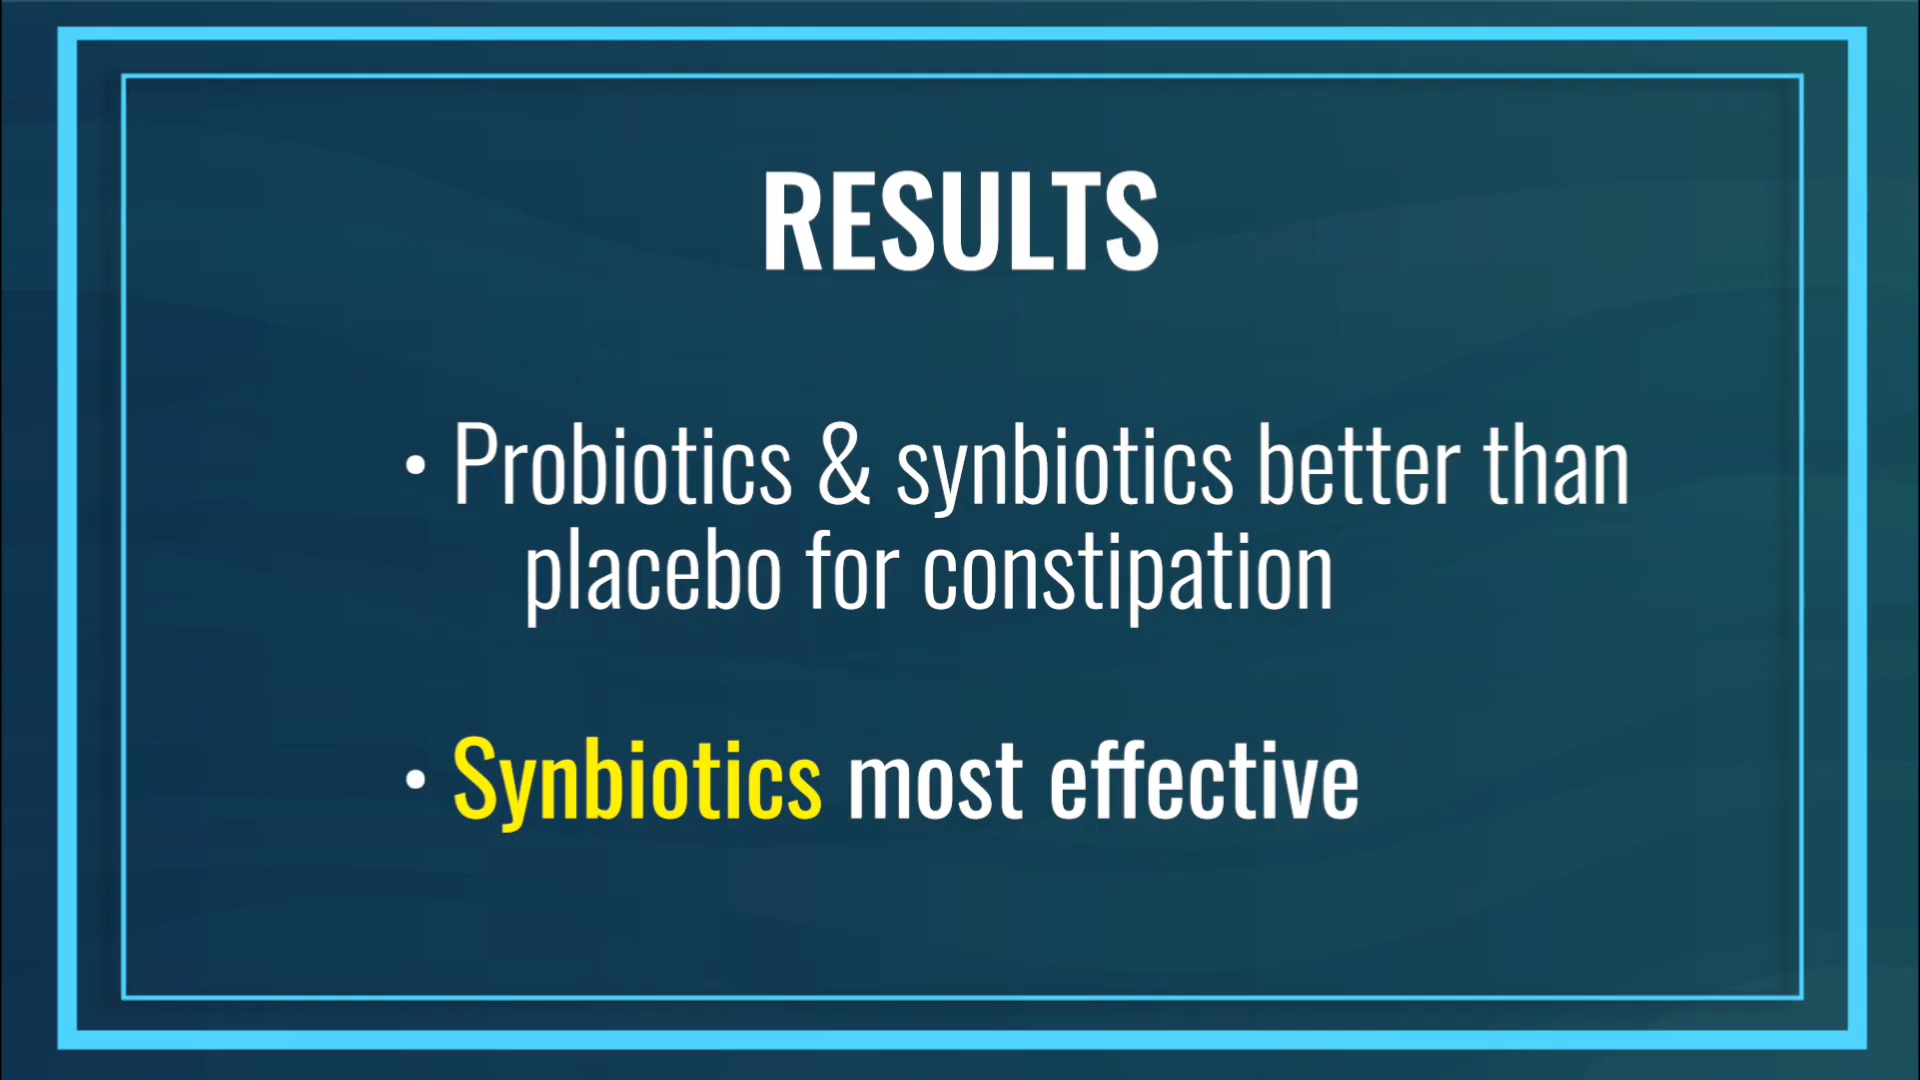 RESULTS
• Probiotics & synbiotics better than
placebo for constipation
• Synbiotics most effective